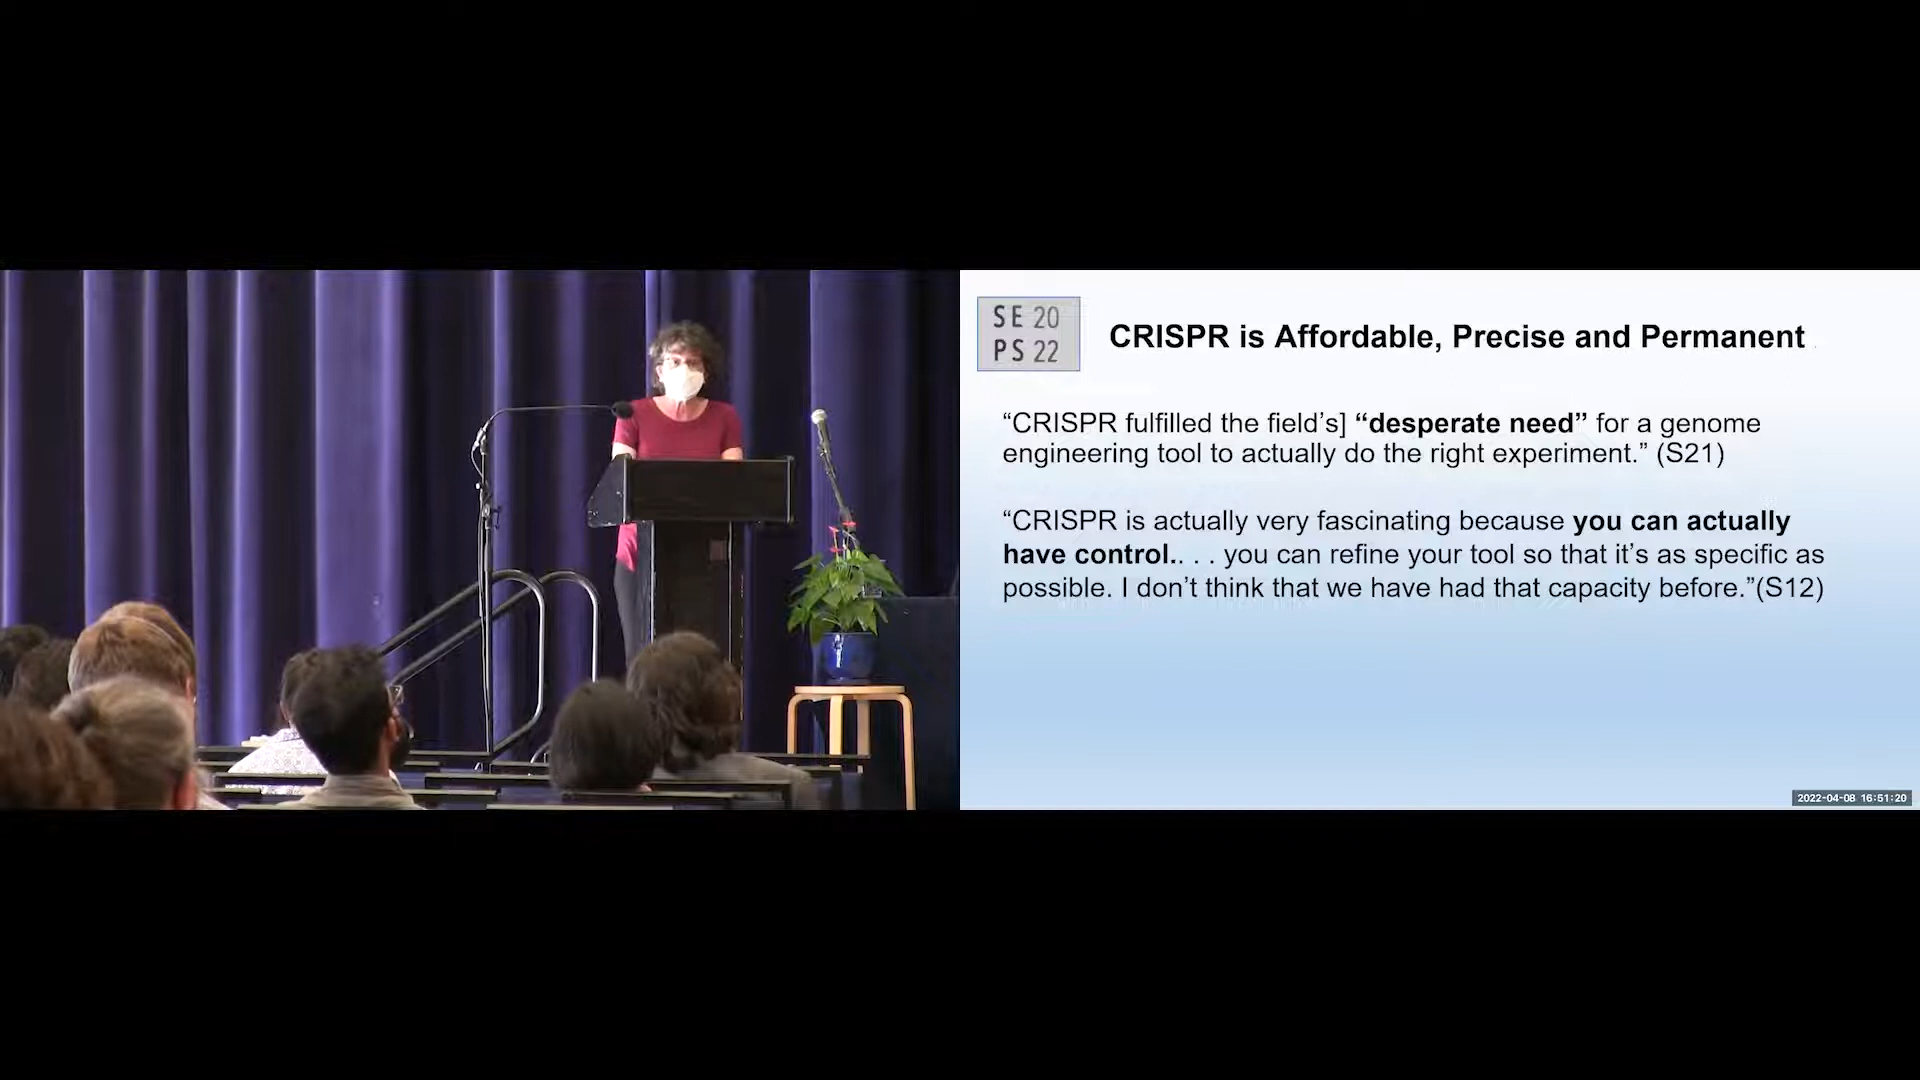 SE 20
PS 22
CRISPR is Affordable, Precise and Permanent
“CRISPR fulfilled the field’s] “desperate need” for a genome
engineering tool to actually do the right experiment.” (S21)
“CRISPR is actually very fascinating because you can actually
have control.. . . you can refine your tool so that it’s as specific as
possible. I don’t think that we have had that capacity before.”(S12)
2022-04-08 16:51:20